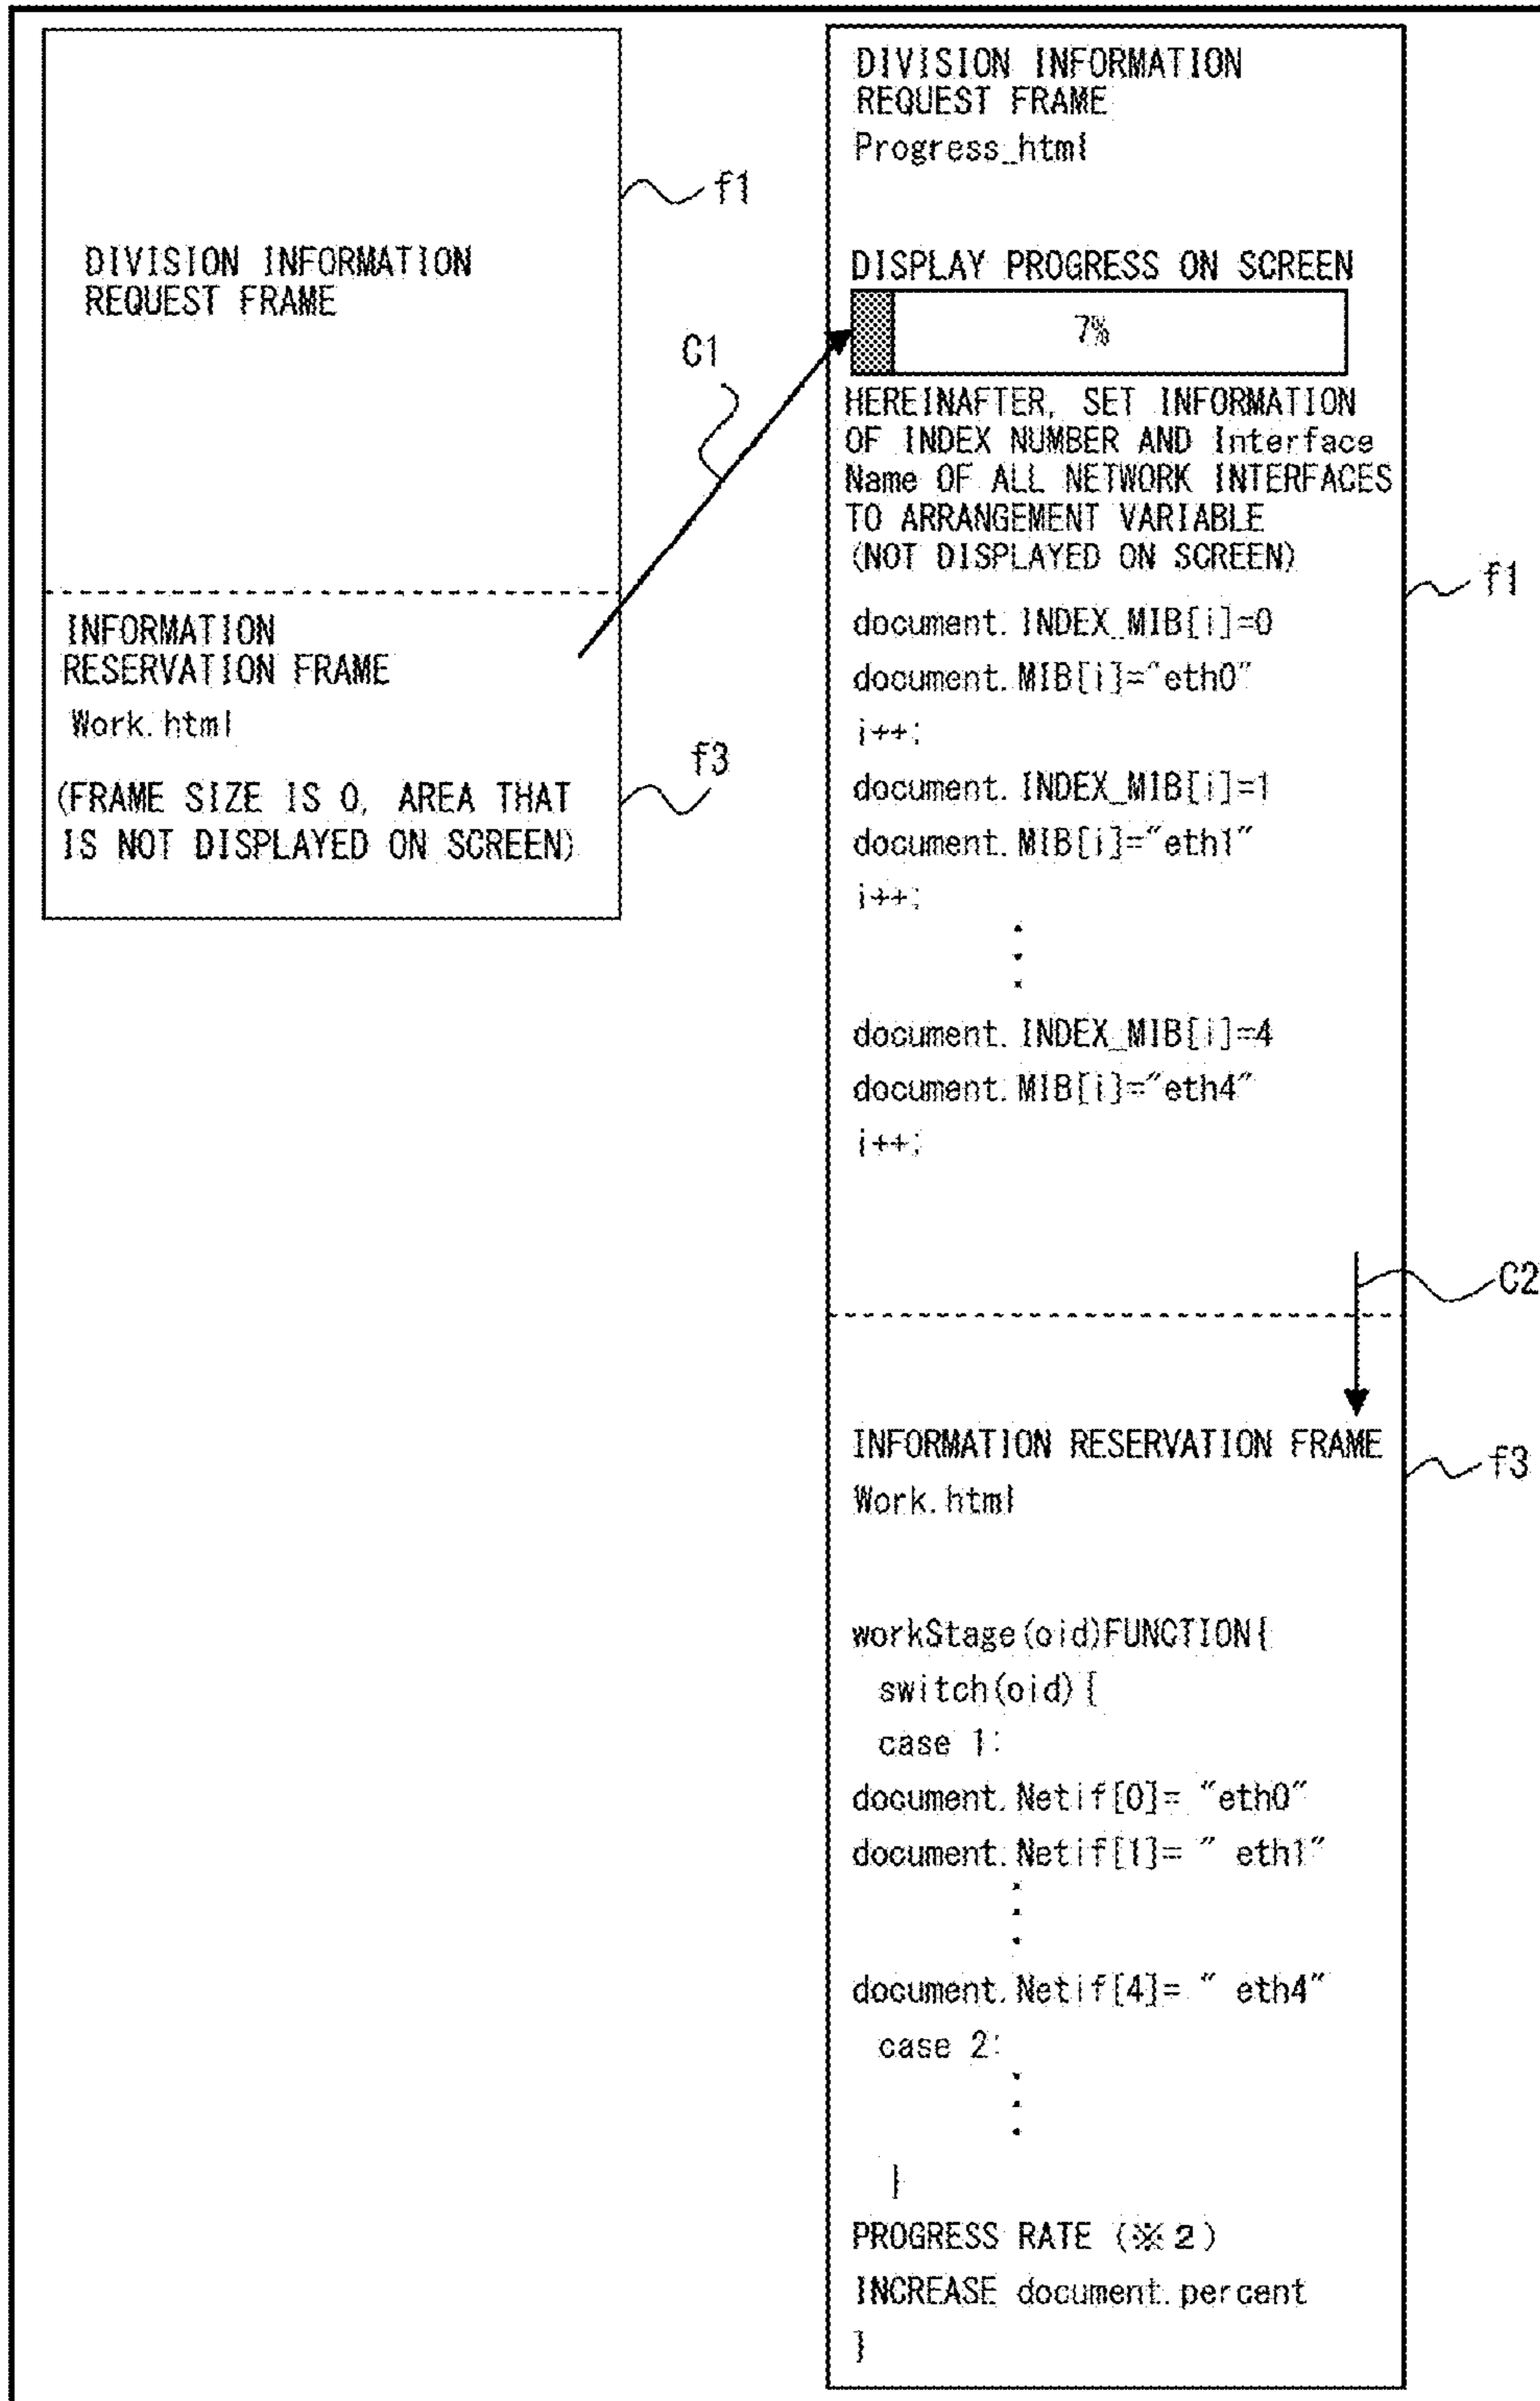 DIVISION INFORMATION
REQUEST FRAME
f1
INFORMATION
RESERVATION FRAME
Work.html
(FRAME SIZE IS 0, AREA THAT
IS NOT DISPLAYED ON SCREEN)
f3
C1
DIVISION INFORMATION
REQUEST FRAME
Progress_html
DISPLAY PROGRESS ON SCREEN
7%
HEREINAFTER, SET INFORMATION
OF INDEX NUMBER AND Interface
Name OF ALL NETWORK INTERFACES
TO ARRANGEMENT VARIABLE
(NOT DISPLAYED ON SCREEN)
f1
document.INDEX_MIB[i]=0
document.MIB[i]="eth0"
i++;
document.INDEX_MIB[i]=1
document.MIB[i]="eth1"
i++;
document.INDEX_MIB[i]=4
document.MIB[i]="eth4"
i++;
C2
INFORMATION RESERVATION FRAME
f3
Work.html
workStage(oid)FUNCTION{
switch(oid){
case 1:
document.Netif[0]= "eth0"
document.Netif[1]= " eth1"
document.Netif[4]= " eth4"
case 2:
}
PROGRESS RATE (※2)
INCREASE document.percent
}